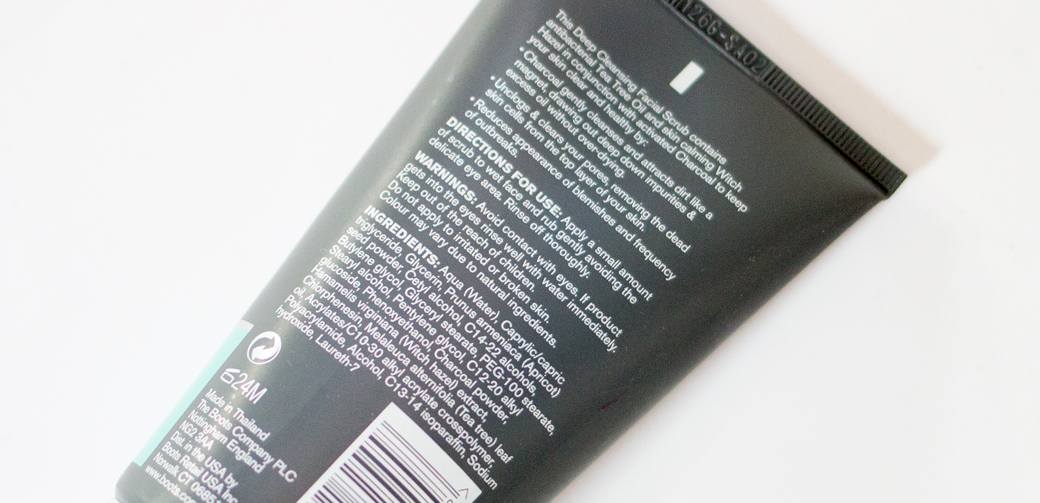 126G-SA02
This Deep Cleansing Facial Scrub contains
antibacterial Tea Tree Oil and skin calming Witch
Hazel in conjunction with activated Charcoal to keep
your skin clear and healthy by:
• Charcoal gently cleanses and attracts dirt like a
magnet, drawing out deep down impurities &
excess oil without over-drying.
• Unclogs & clears your pores, removing the dead
skin cells from the top layer of your skin.
• Reduces appearance of blemishes and frequency
of outbreaks.
DIRECTIONS FOR USE: Apply a small amount
of scrub to wet face and rub gently avoiding the
delicate eye area. Rinse off thoroughly.
WARNINGS: Avoid contact with eyes. If product
gets into the eyes rinse well with water immediately.
Keep out of the reach of children.
Do not apply to irritated or broken skin.
Colour may vary due to natural ingredients.
INGREDIENTS: Aqua (Water), Caprylic/capric
triglyceride, Glycerin, Prunus armeniaca (Apricot)
seed powder, Cetyl alcohol, C14-22 alcohols,
Butylene glycol, Glyceryl stearate, PEG-100 stearate,
Stearyl alcohol, Pentylene glycol, C12-20 alkyl
glucoside, Phenoxyethanol, Charcoal powder,
Hamamelis virginiana (Witch hazel) extract,
Chlorphenesin, Melaleuca alternifolia (Tea tree) leaf
oil, Acrylates/C10-30 alkyl acrylate crosspolymer,
Polyacrylamide, Alcohol, C13-14 isoparaffin, Sodium
hydroxide, Laureth-7
24M
Made in Thailand
The Boots Company PLC
Nottingham England
NG2 3AA
Dist. in the USA by
Boots Retail USA Inc
Norwalk CT 0685
www.boots.co